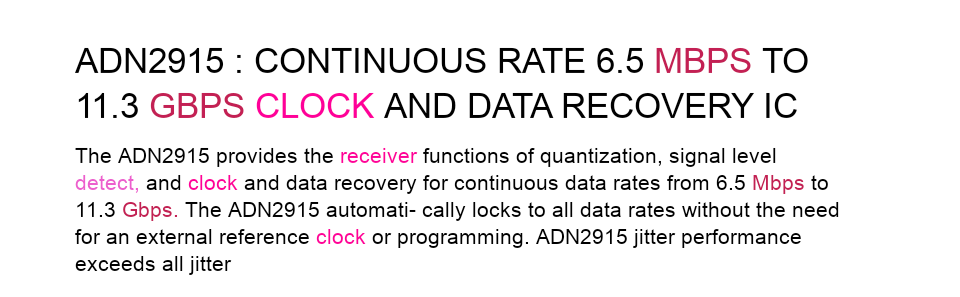 ADN2915 : CONTINUOUS RATE 6.5 MBPS TO
11.3 GBPS CLOCK AND DATA RECOVERY IC
The ADN2915 provides the receiver functions of quantization, signal level
detect, and clock and data recovery for continuous data rates from 6.5 Mbps to
11.3 Gbps. The ADN2915 automati- cally locks to all data rates without the need
for an external reference clock or programming. ADN2915 jitter performance
exceeds all jitter